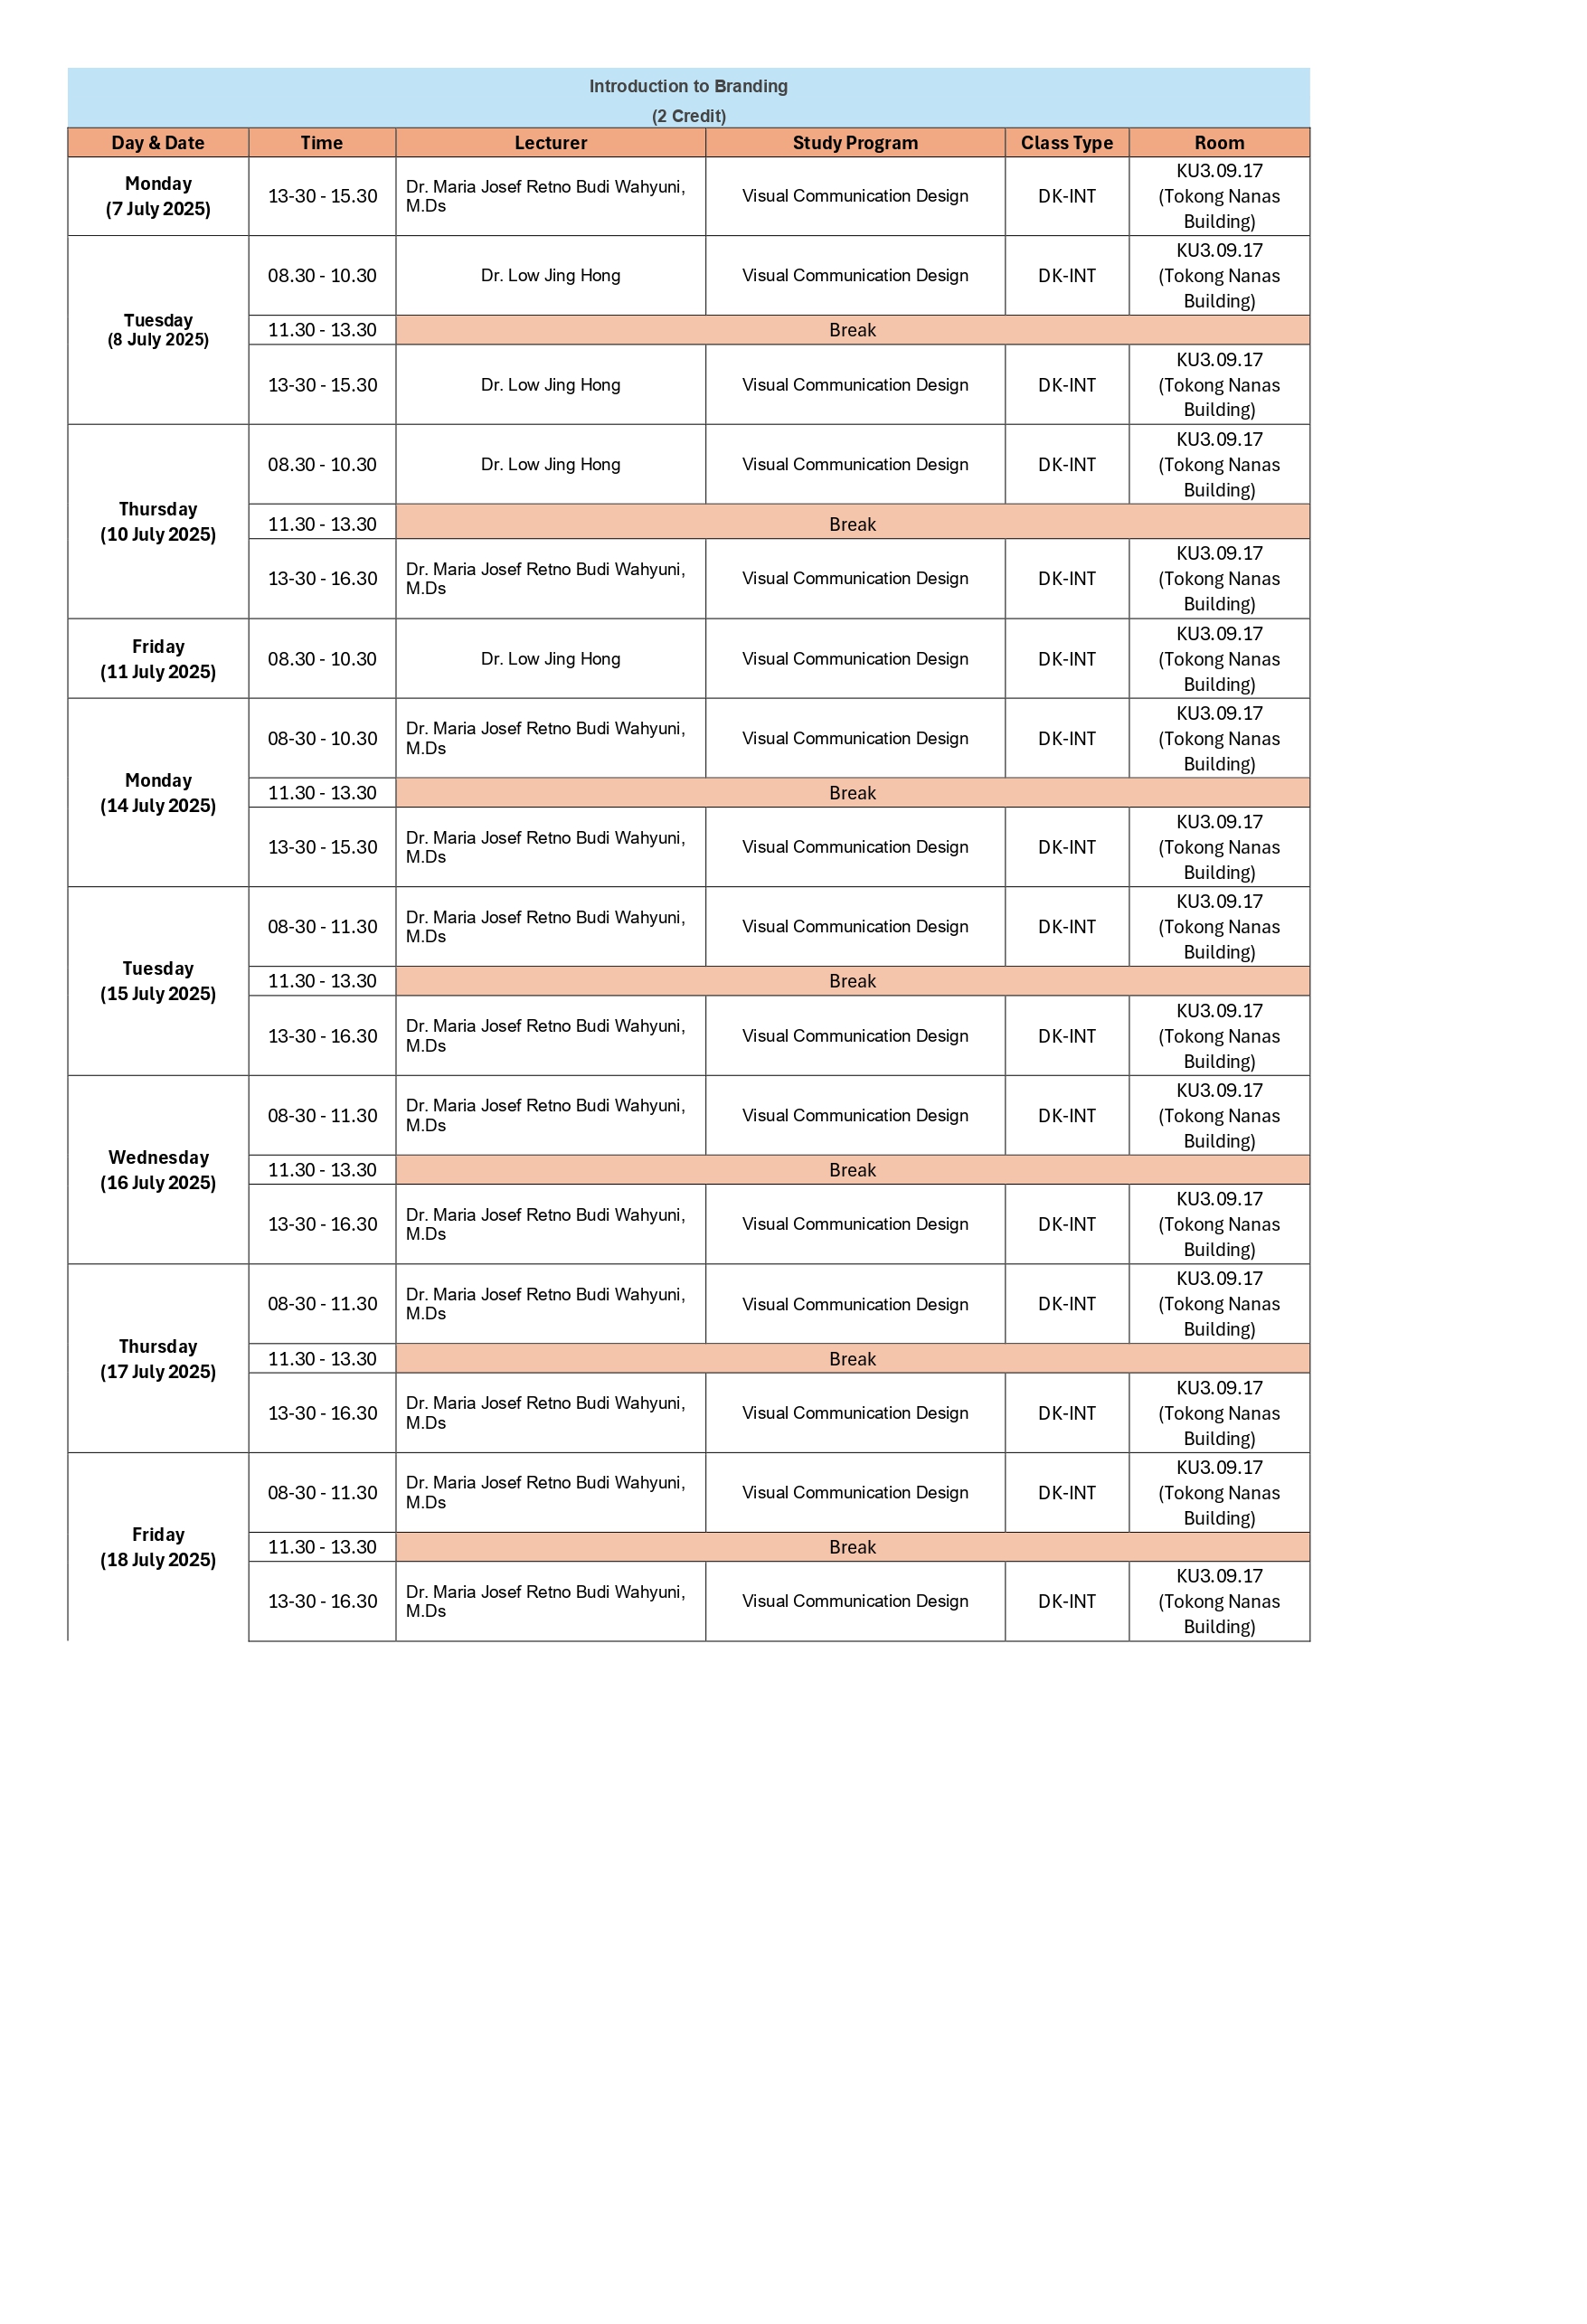 Introduction to Branding
(2 Credit)
Day & Date Time Lecturer Study Program Class Type Room
Monday
(7 July 2025)
13-30 - 15.30
Dr. Maria Josef Retno Budi Wahyuni,
M.Ds
Visual Communication Design
DK-INT
KU3.09.17
(Tokong Nanas
Building)
Tuesday
(8 July 2025)
08.30 - 10.30
Dr. Low Jing Hong
Visual Communication Design
DK-INT
KU3.09.17
(Tokong Nanas
Building)
11.30 - 13.30 Break
13-30 - 15.30
Dr. Low Jing Hong
Visual Communication Design
DK-INT
KU3.09.17
(Tokong Nanas
Building)
Thursday
(10 July 2025)
08.30 - 10.30
Dr. Low Jing Hong
Visual Communication Design
DK-INT
KU3.09.17
(Tokong Nanas
Building)
11.30 - 13.30 Break
13-30 - 16.30
Dr. Maria Josef Retno Budi Wahyuni,
M.Ds
Visual Communication Design
DK-INT
KU3.09.17
(Tokong Nanas
Building)
Friday
(11 July 2025)
08.30 - 10.30
Dr. Low Jing Hong
Visual Communication Design
DK-INT
KU3.09.17
(Tokong Nanas
Building)
Monday
(14 July 2025)
08-30 - 10.30
Dr. Maria Josef Retno Budi Wahyuni,
M.Ds
Visual Communication Design
DK-INT
KU3.09.17
(Tokong Nanas
Building)
11.30 - 13.30 Break
13-30 - 15.30
Dr. Maria Josef Retno Budi Wahyuni,
M.Ds
Visual Communication Design
DK-INT
KU3.09.17
(Tokong Nanas
Building)
Tuesday
(15 July 2025)
08-30 - 11.30
Dr. Maria Josef Retno Budi Wahyuni,
M.Ds
Visual Communication Design
DK-INT
KU3.09.17
(Tokong Nanas
Building)
11.30 - 13.30 Break
13-30 - 16.30
Dr. Maria Josef Retno Budi Wahyuni,
M.Ds
Visual Communication Design
DK-INT
KU3.09.17
(Tokong Nanas
Building)
Wednesday
(16 July 2025)
08-30 - 11.30
Dr. Maria Josef Retno Budi Wahyuni,
M.Ds
Visual Communication Design
DK-INT
KU3.09.17
(Tokong Nanas
Building)
11.30 - 13.30 Break
13-30 - 16.30
Dr. Maria Josef Retno Budi Wahyuni,
M.Ds
Visual Communication Design
DK-INT
KU3.09.17
(Tokong Nanas
Building)
Thursday
(17 July 2025)
08-30 - 11.30
Dr. Maria Josef Retno Budi Wahyuni,
M.Ds
Visual Communication Design
DK-INT
KU3.09.17
(Tokong Nanas
Building)
11.30 - 13.30 Break
13-30 - 16.30
Dr. Maria Josef Retno Budi Wahyuni,
M.Ds
Visual Communication Design
DK-INT
KU3.09.17
(Tokong Nanas
Building)
Friday
(18 July 2025)
08-30 - 11.30
Dr. Maria Josef Retno Budi Wahyuni,
M.Ds
Visual Communication Design
DK-INT
KU3.09.17
(Tokong Nanas
Building)
11.30 - 13.30 Break
13-30 - 16.30
Dr. Maria Josef Retno Budi Wahyuni,
M.Ds
Visual Communication Design
DK-INT
KU3.09.17
(Tokong Nanas
Building)